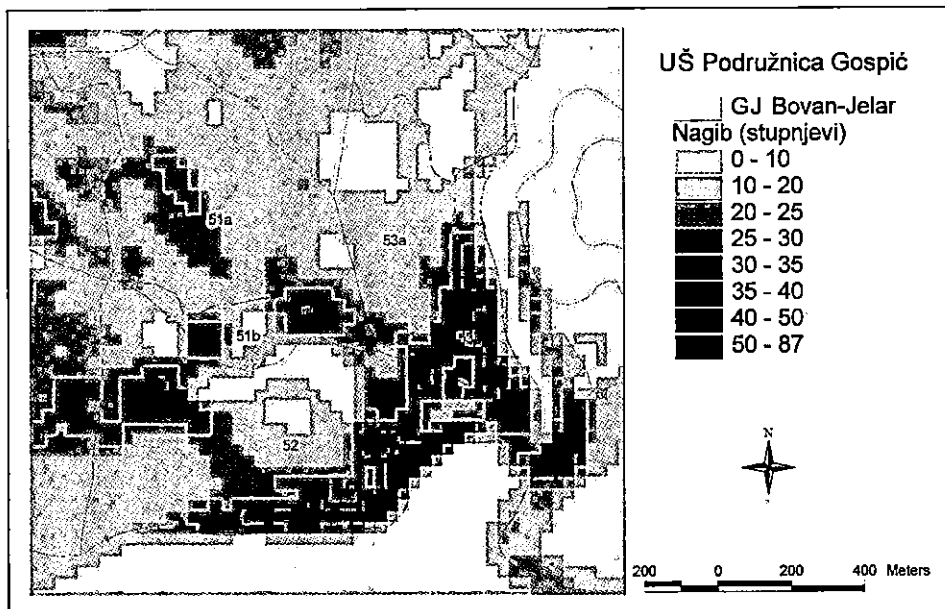 UŠ Podružnica Gospić
GJ Bovan-Jelar
Nagib (stupnjevi)
0 - 10
10 - 20
20 - 25
25 - 30
30 - 35
35 - 40
40 - 50
50 - 87
51a
53a
51b
52
N
200 0 200 400 Meters